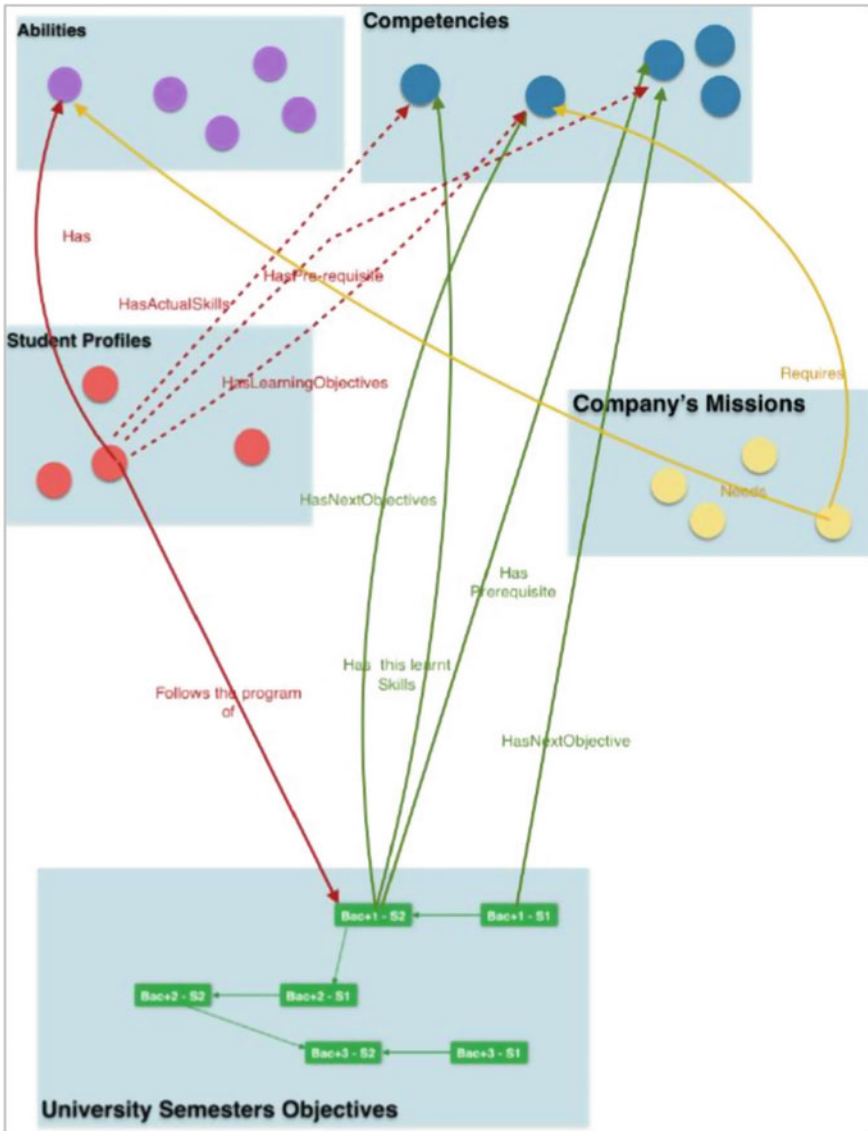 Abilities
Competencies
Has
HasPre-requisite
HasActualSkills
Student Profiles
HasLearningObjectives
Requires
Company's Missions
Needs
HasNextObjectives
Has
Prerequisite
Has this learnt
Skills
Follows the program
of
HasNextObjective
Bac+1 - S2
Bac+1 - S1
Bac+2 - S2
Bac+2 - S1
Bac+3 - S2
Bac+3 - S1
University Semesters Objectives